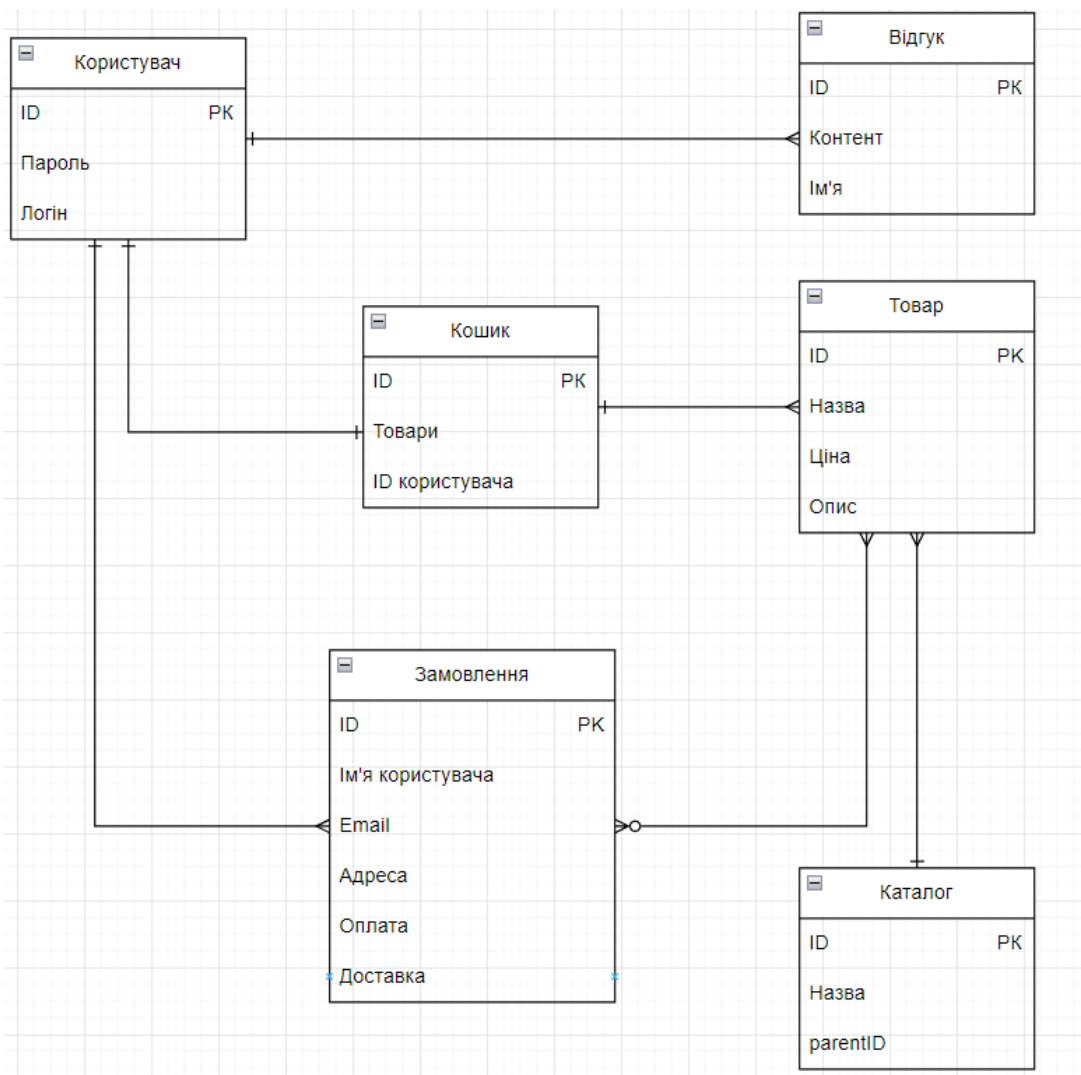 Користувач
ID PK
Пароль
Логін
Відгук
ID PK
Контент
Ім'я
Кошик
ID PK
Товари
ID користувача
Товар
ID PK
Назва
Ціна
Опис
Замовлення
ID PK
Ім'я користувача
Email
Адреса
Оплата
Доставка
Каталог
ID PK
Назва
parentID